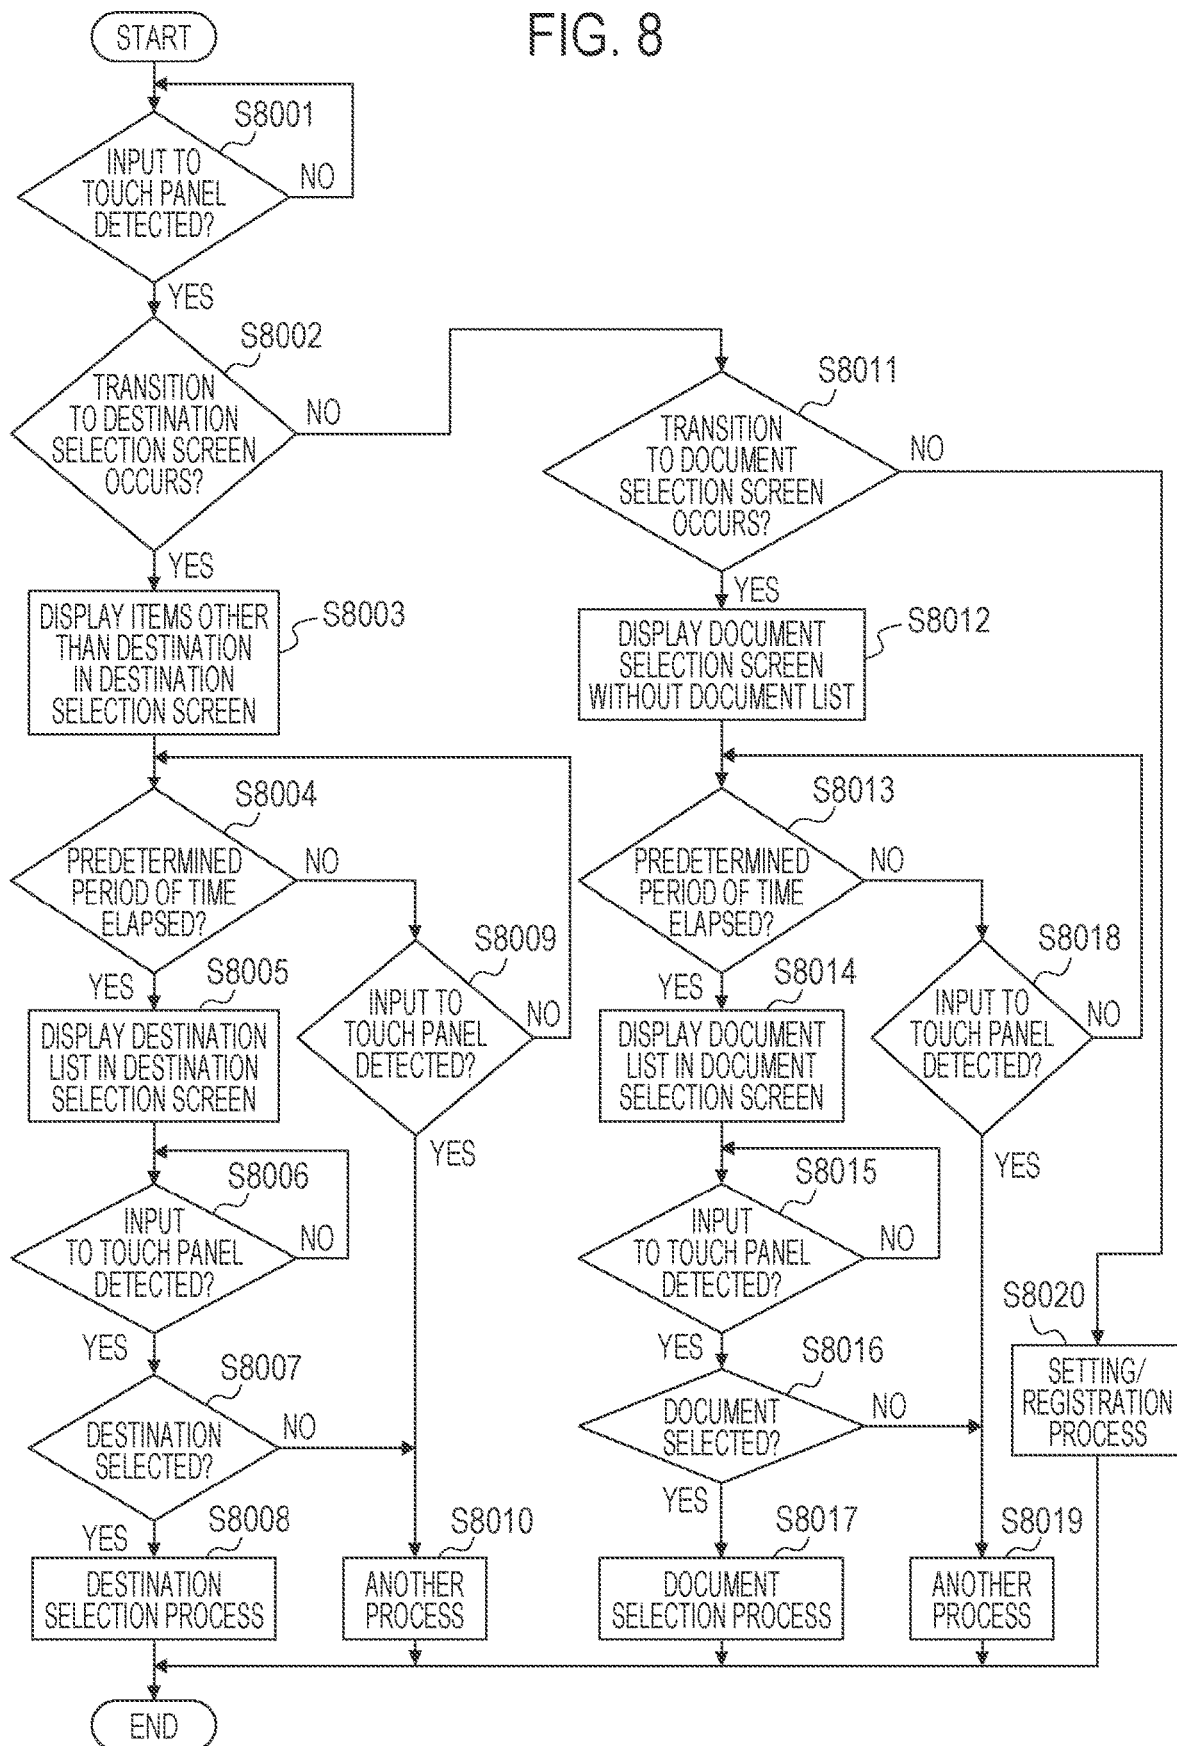 FIG. 8
START
S8001
INPUT TO
TOUCH PANEL
DETECTED?
NO
YES
S8002
TRANSITION
TO DESTINATION
SELECTION SCREEN
OCCURS?
NO
YES
S8003
DISPLAY ITEMS OTHER
THAN DESTINATION
IN DESTINATION
SELECTION SCREEN
S8004
PREDETERMINED
PERIOD OF TIME
ELAPSED?
NO
YES
S8005
DISPLAY DESTINATION
LIST IN DESTINATION
SELECTION SCREEN
S8009
INPUT TO
TOUCH PANEL
DETECTED?
NO
YES
S8006
INPUT
TO TOUCH PANEL
DETECTED?
NO
YES
S8007
DESTINATION
SELECTED?
NO
YES
S8008
DESTINATION
SELECTION PROCESS
S8010
ANOTHER
PROCESS
S8011
TRANSITION
TO DOCUMENT
SELECTION SCREEN
OCCURS?
NO
YES
S8012
DISPLAY DOCUMENT
SELECTION SCREEN
WITHOUT DOCUMENT LIST
S8013
PREDETERMINED
PERIOD OF TIME
ELAPSED?
NO
YES
S8014
DISPLAY DOCUMENT
LIST IN DOCUMENT
SELECTION SCREEN
S8018
INPUT TO
TOUCH PANEL
DETECTED?
NO
YES
S8015
INPUT
TO TOUCH PANEL
DETECTED?
NO
YES
S8016
DOCUMENT
SELECTED?
NO
YES
S8017
DOCUMENT
SELECTION PROCESS
S8019
ANOTHER
PROCESS
S8020
SETTING/
REGISTRATION
PROCESS
END